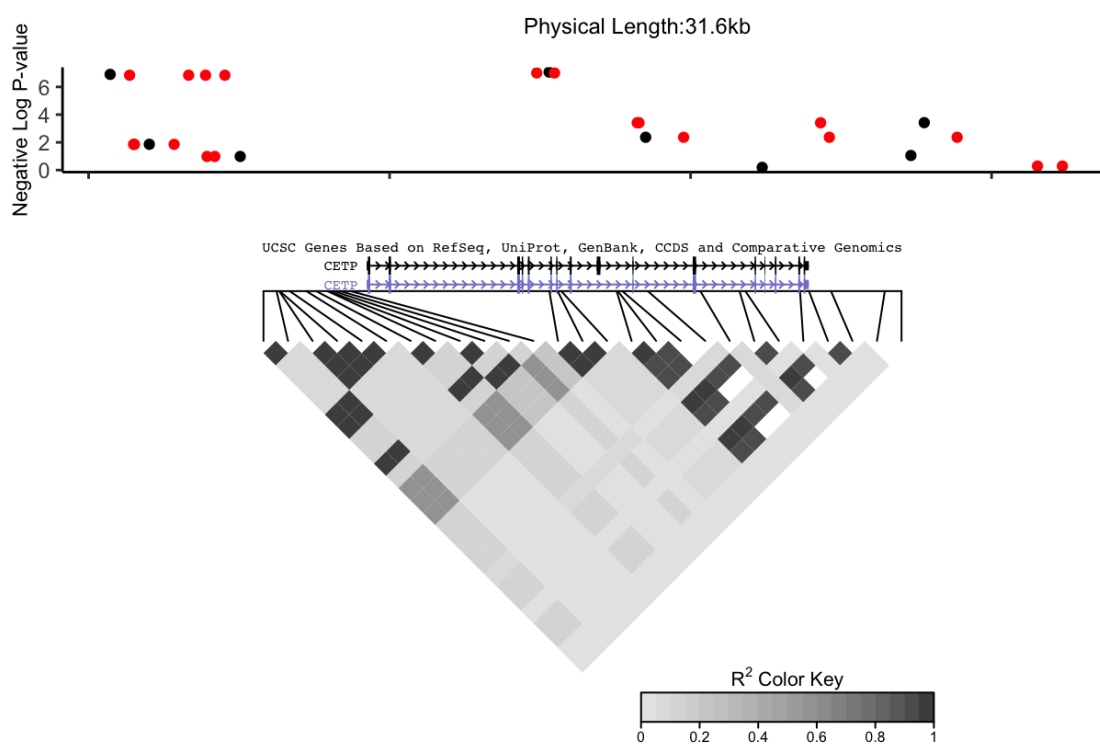 Physical Length:31.6kb
Negative Log P-value
6
4
2
0
UCSC Genes Based on RefSeq, UniProt, GenBank, CCDS and Comparative Genomics
CETP
CETP
R² Color Key
0 0.2 0.4 0.6 0.8 1